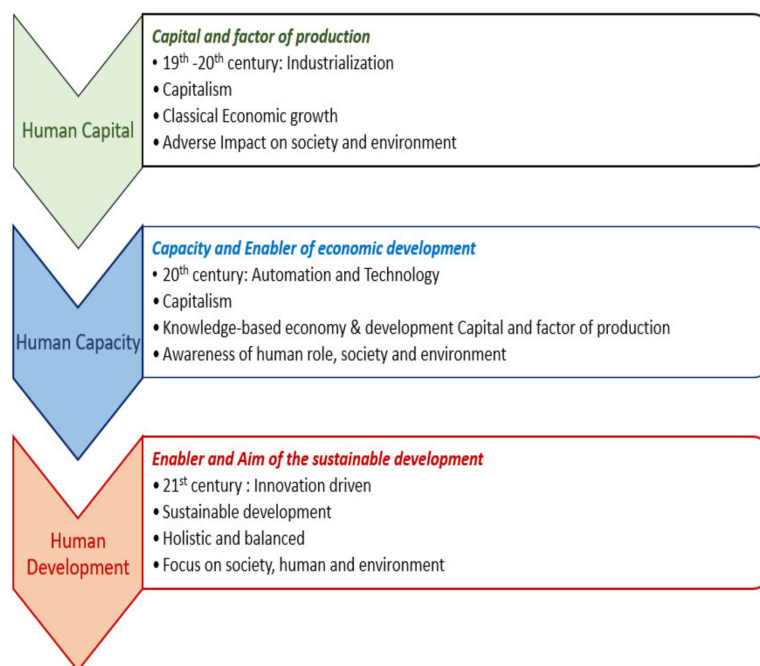 Human Capital
Capital and factor of production
• 19th -20th century: Industrialization
• Capitalism
• Classical Economic growth
• Adverse Impact on society and environment
Human Capacity
Capacity and Enabler of economic development
• 20th century: Automation and Technology
• Capitalism
• Knowledge-based economy & development Capital and factor of production
• Awareness of human role, society and environment
Human
Development
Enabler and Aim of the sustainable development
• 21st century : Innovation driven
• Sustainable development
• Holistic and balanced
• Focus on society, human and environment